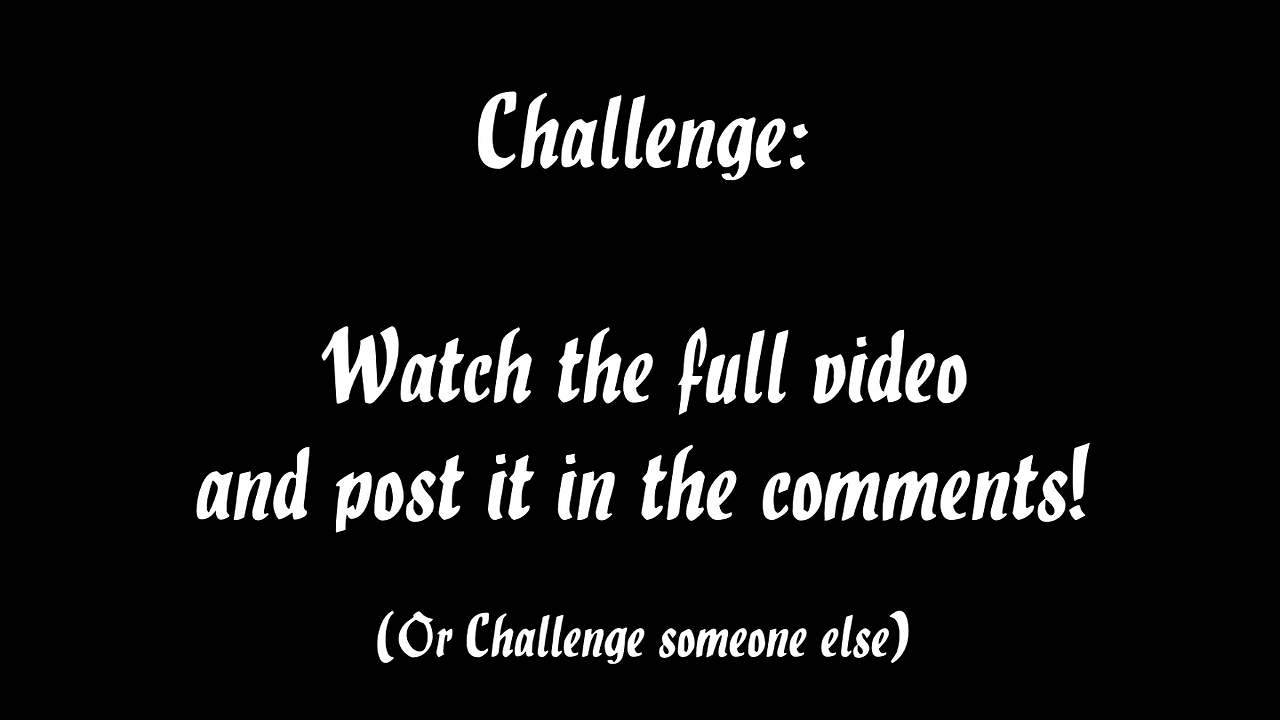 Challenge:
Watch the full video
and post it in the comments!
(Or Challenge someone else)